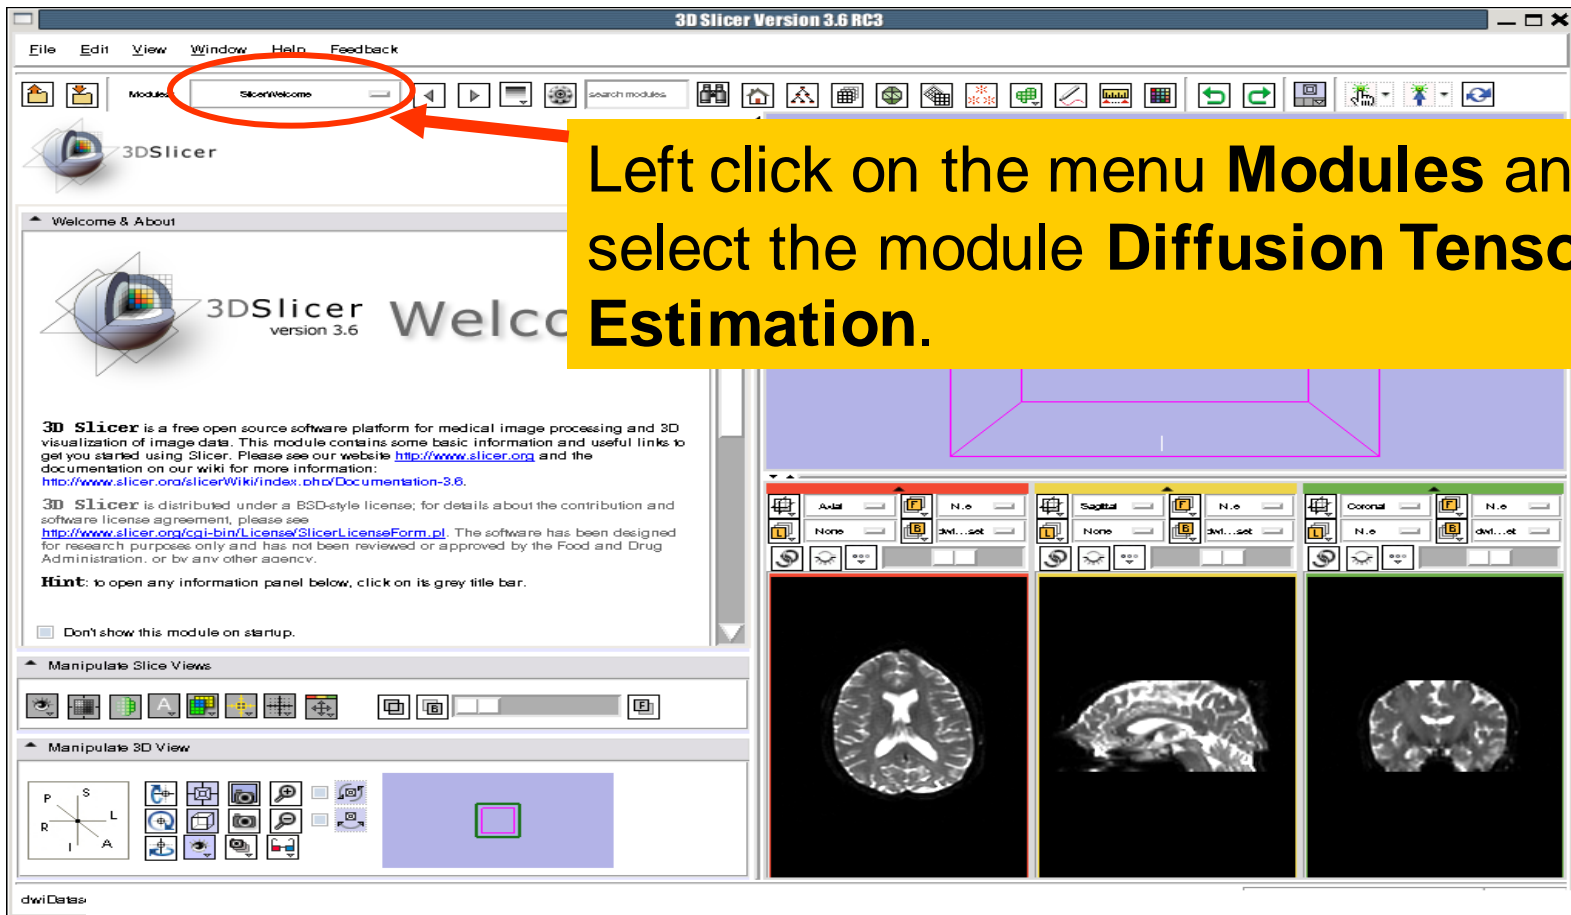 3D Slicer Version 3.6 RC3
File Edit View Window Help Feedback
Modules SlicerWelcome search modules
3DSlicer
Left click on the menu Modules an
select the module Diffusion Tenso
Estimation.
Welcome & About
3DSlicer
version 3.6
Welco
3D Slicer is a free open source software platform for medical image processing and 3D
visualization of image data. This module contains some basic information and useful links to
get you started using Slicer. Please see our website http://www.slicer.org and the
documentation on our wiki for more information:
http://www.slicer.org/slicerWiki/index.php/Documentation-3.6.
3D Slicer is distributed under a BSD-style license; for details about the contribution and
software license agreement, please see
http://www.slicer.org/cgi-bin/License/SlicerLicenseForm.pl. The software has been designed
for research purposes only and has not been reviewed or approved by the Food and Drug
Administration, or by any other agency.
Hint: to open any information panel below, click on its grey title bar.
Don't show this module on startup.
Manipulate Slice Views
A B F
Manipulate 3D View
P S
R L
I A
Axial F N.e
L None B dwi...set
Sagittal F N.e
L None B dwi...set
Coronal F N.e
L N.e B dwi...et
dwiDatas